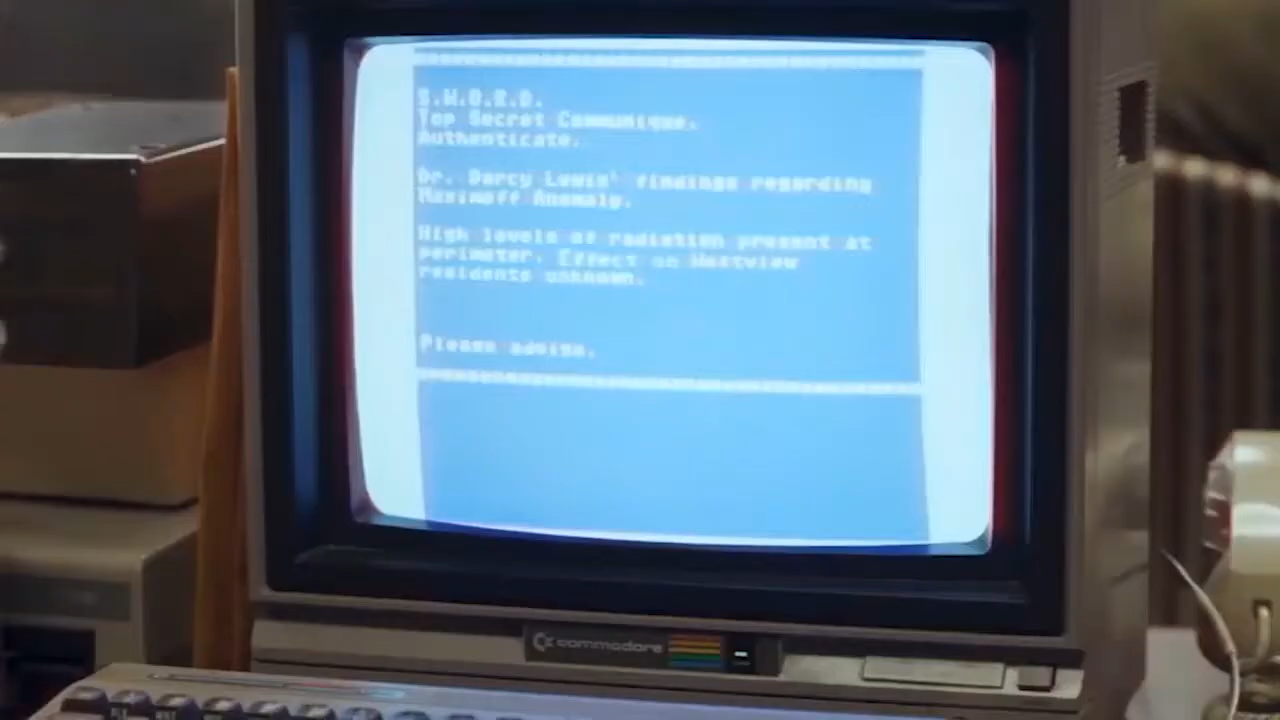 S.W.O.R.D.
Top Secret Communique.
Authenticate.
Dr. Darcy Lewis' findings regarding
Maximoff Anomaly.
High levels of radiation present at
perimeter. Effect on Westview
residents unknown.
Please advise.
commodore